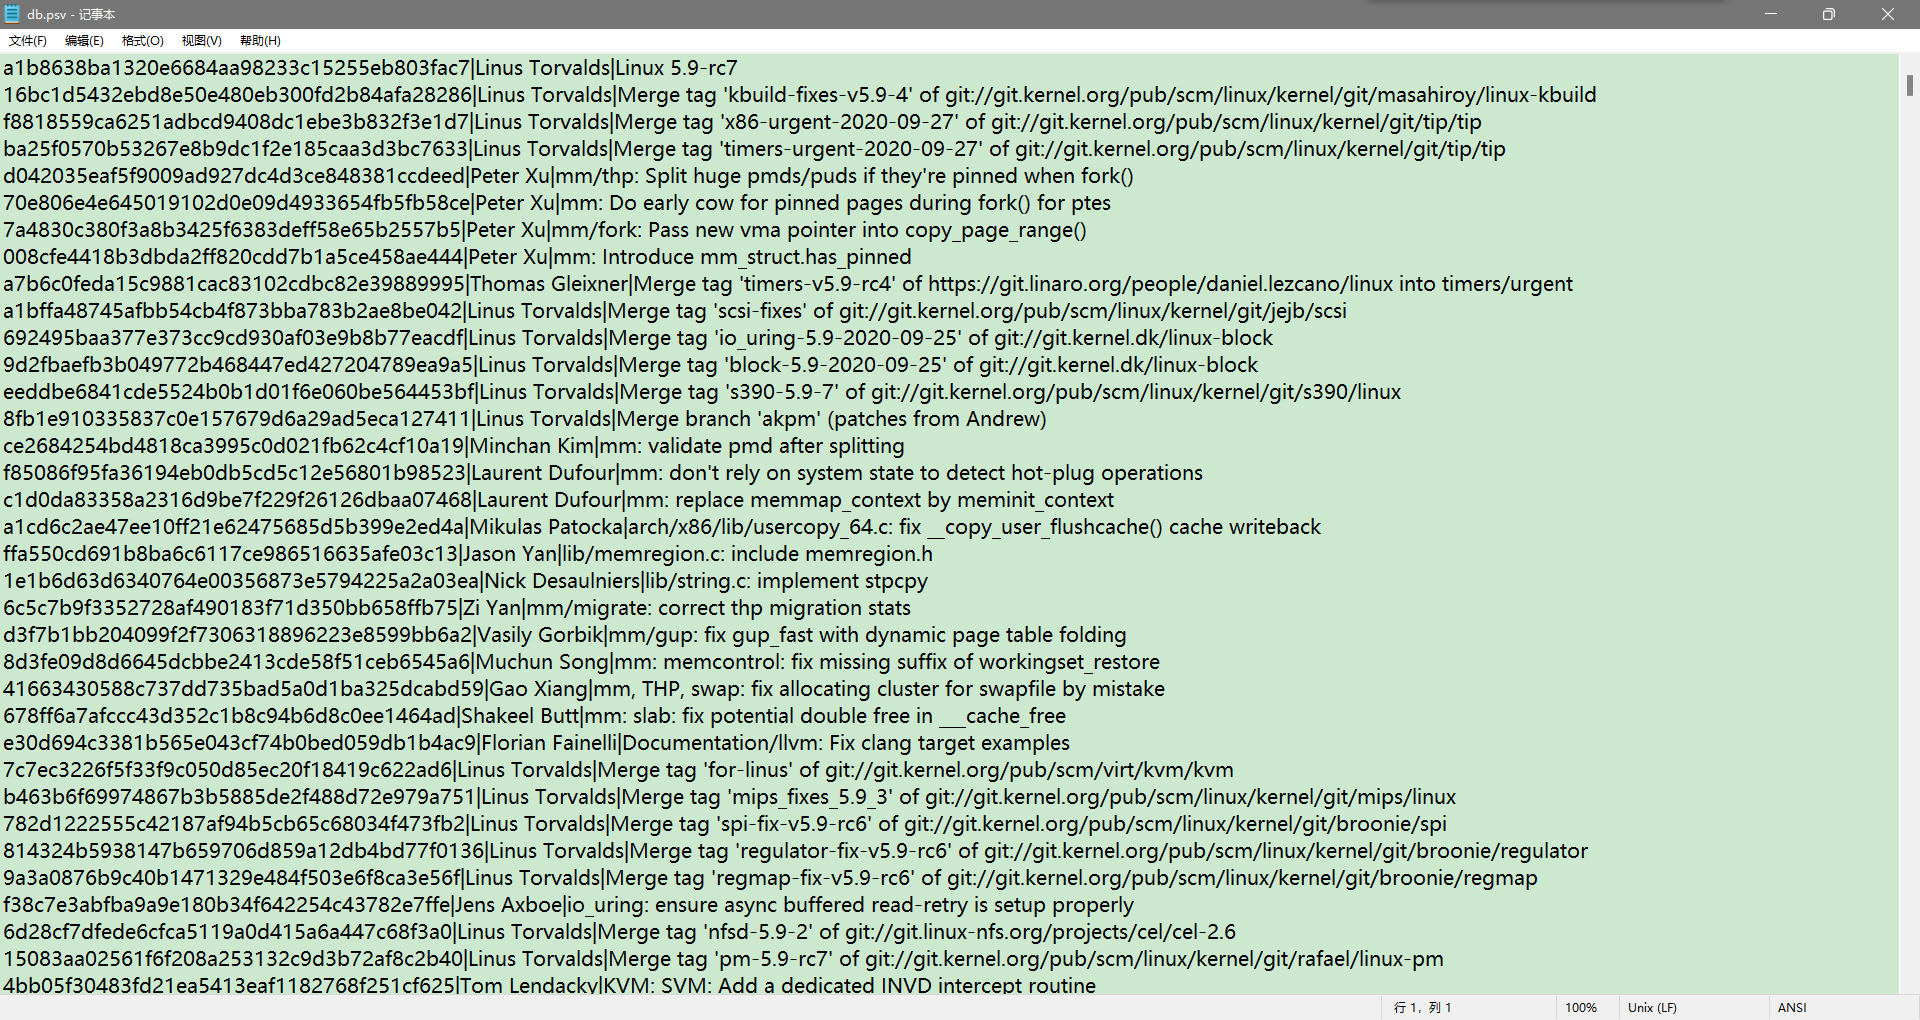 db.psv - 记事本
文件(F) 编辑(E) 格式(O) 视图(V) 帮助(H)
a1b8638ba1320e6684aa98233c15255eb803fac7|Linus Torvalds|Linux 5.9-rc7
16bc1d5432ebd8e50e480eb300fd2b84afa28286|Linus Torvalds|Merge tag 'kbuild-fixes-v5.9-4' of git://git.kernel.org/pub/scm/linux/kernel/git/masahiroy/linux-kbuild
f8818559ca6251adbcd9408dc1ebe3b832f3e1d7|Linus Torvalds|Merge tag 'x86-urgent-2020-09-27' of git://git.kernel.org/pub/scm/linux/kernel/git/tip/tip
ba25f0570b53267e8b9dc1f2e185caa3d3bc7633|Linus Torvalds|Merge tag 'timers-urgent-2020-09-27' of git://git.kernel.org/pub/scm/linux/kernel/git/tip/tip
d042035eaf5f9009ad927dc4d3ce848381ccdeed|Peter Xu|mm/thp: Split huge pmds/puds if they're pinned when fork()
70e806e4e645019102d0e09d4933654fb5fb58ce|Peter Xu|mm: Do early cow for pinned pages during fork() for ptes
7a4830c380f3a8b3425f6383deff58e65b2557b5|Peter Xu|mm/fork: Pass new vma pointer into copy_page_range()
008cfe4418b3dbda2ff820cdd7b1a5ce458ae444|Peter Xu|mm: Introduce mm_struct.has_pinned
a7b6c0feda15c9881cac83102cdbc82e39889995|Thomas Gleixner|Merge tag 'timers-v5.9-rc4' of https://git.linaro.org/people/daniel.lezcano/linux into timers/urgent
a1bffa48745afbb54cb4f873bba783b2ae8be042|Linus Torvalds|Merge tag 'scsi-fixes' of git://git.kernel.org/pub/scm/linux/kernel/git/jejb/scsi
692495baa377e373cc9cd930af03e9b8b77eacdf|Linus Torvalds|Merge tag 'io_uring-5.9-2020-09-25' of git://git.kernel.dk/linux-block
9d2fbaefb3b049772b468447ed427204789ea9a5|Linus Torvalds|Merge tag 'block-5.9-2020-09-25' of git://git.kernel.dk/linux-block
eeddbe6841cde5524b0b1d01f6e060be564453bf|Linus Torvalds|Merge tag 's390-5.9-7' of git://git.kernel.org/pub/scm/linux/kernel/git/s390/linux
8fb1e910335837c0e157679d6a29ad5eca127411|Linus Torvalds|Merge branch 'akpm' (patches from Andrew)
ce2684254bd4818ca3995c0d021fb62c4cf10a19|Minchan Kim|mm: validate pmd after splitting
f85086f95fa36194eb0db5cd5c12e56801b98523|Laurent Dufour|mm: don't rely on system state to detect hot-plug operations
c1d0da83358a2316d9be7f229f26126dbaa07468|Laurent Dufour|mm: replace memmap_context by meminit_context
a1cd6c2ae47ee10ff21e62475685d5b399e2ed4a|Mikulas Patocka|arch/x86/lib/usercopy_64.c: fix __copy_user_flushcache() cache writeback
ffa550cd691b8ba6c6117ce986516635afe03c13|Jason Yan|lib/memregion.c: include memregion.h
1e1b6d63d6340764e00356873e5794225a2a03ea|Nick Desaulniers|lib/string.c: implement stpcpy
6c5c7b9f3352728af490183f71d350bb658ffb75|Zi Yan|mm/migrate: correct thp migration stats
d3f7b1bb204099f2f7306318896223e8599bb6a2|Vasily Gorbik|mm/gup: fix gup_fast with dynamic page table folding
8d3fe09d8d6645dcbbe2413cde58f51ceb6545a6|Muchun Song|mm: memcontrol: fix missing suffix of workingset_restore
41663430588c737dd735bad5a0d1ba325dcabd59|Gao Xiang|mm, THP, swap: fix allocating cluster for swapfile by mistake
678ff6a7afccc43d352c1b8c94b6d8c0ee1464ad|Shakeel Butt|mm: slab: fix potential double free in ___cache_free
e30d694c3381b565e043cf74b0bed059db1b4ac9|Florian Fainelli|Documentation/llvm: Fix clang target examples
7c7ec3226f5f33f9c050d85ec20f18419c622ad6|Linus Torvalds|Merge tag 'for-linus' of git://git.kernel.org/pub/scm/virt/kvm/kvm
b463b6f69974867b3b5885de2f488d72e979a751|Linus Torvalds|Merge tag 'mips_fixes_5.9_3' of git://git.kernel.org/pub/scm/linux/kernel/git/mips/linux
782d1222555c42187af94b5cb65c68034f473fb2|Linus Torvalds|Merge tag 'spi-fix-v5.9-rc6' of git://git.kernel.org/pub/scm/linux/kernel/git/broonie/spi
814324b5938147b659706d859a12db4bd77f0136|Linus Torvalds|Merge tag 'regulator-fix-v5.9-rc6' of git://git.kernel.org/pub/scm/linux/kernel/git/broonie/regulator
9a3a0876b9c40b1471329e484f503e6f8ca3e56f|Linus Torvalds|Merge tag 'regmap-fix-v5.9-rc6' of git://git.kernel.org/pub/scm/linux/kernel/git/broonie/regmap
f38c7e3abfba9a9e180b34f642254c43782e7ffe|Jens Axboe|io_uring: ensure async buffered read-retry is setup properly
6d28cf7dfede6cfca5119a0d415a6a447c68f3a0|Linus Torvalds|Merge tag 'nfsd-5.9-2' of git://git.linux-nfs.org/projects/cel/cel-2.6
15083aa02561f6f208a253132c9d3b72af8c2b40|Linus Torvalds|Merge tag 'pm-5.9-rc7' of git://git.kernel.org/pub/scm/linux/kernel/git/rafael/linux-pm
4bb05f30483fd21ea5413eaf1182768f251cf625|Tom Lendacky|KVM: SVM: Add a dedicated INVD intercept routine
行 1，列 1 100% Unix (LF) ANSI